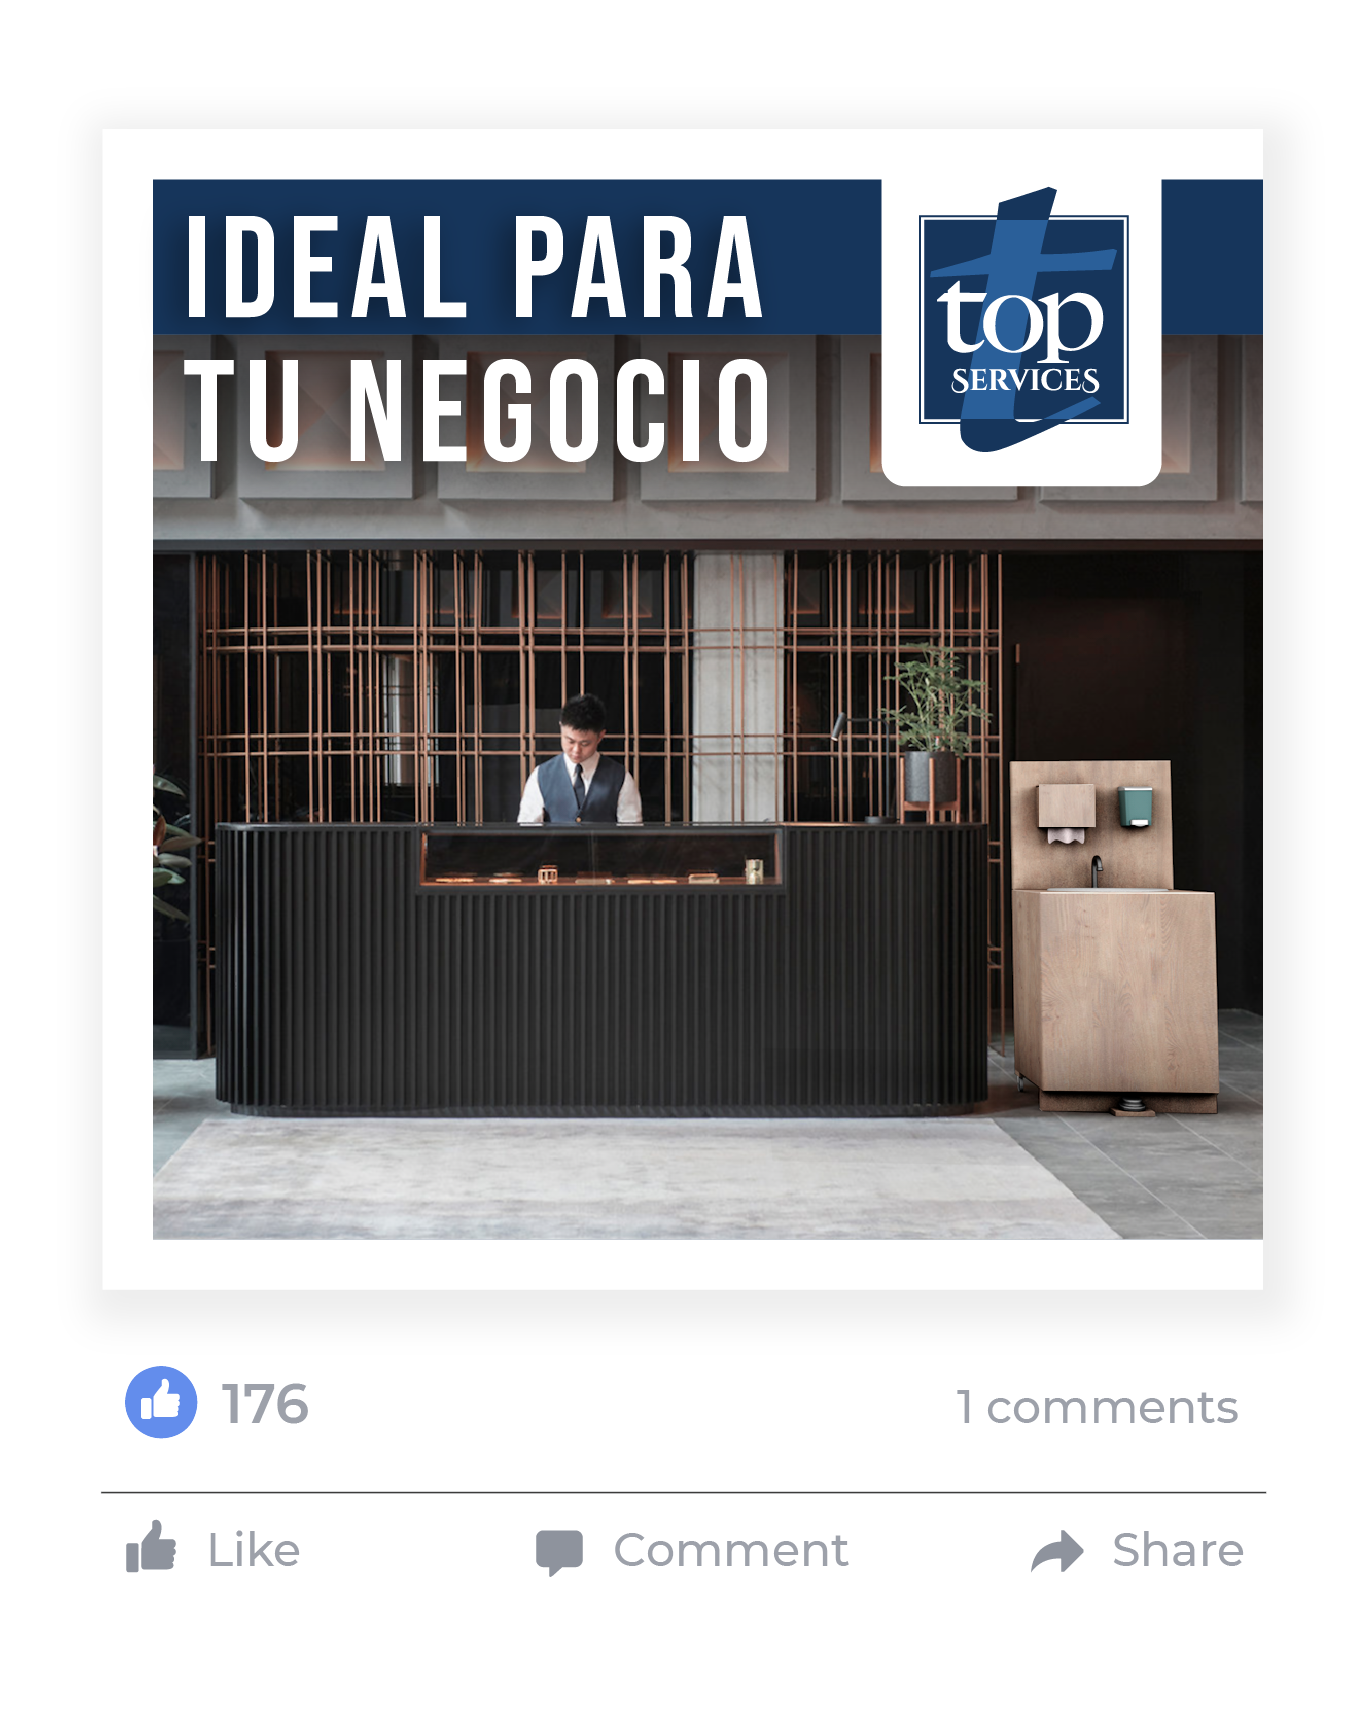 IDEAL PARA
TU NEGOCIO
top
SERVICES
176
1 comments
Like
Comment
Share